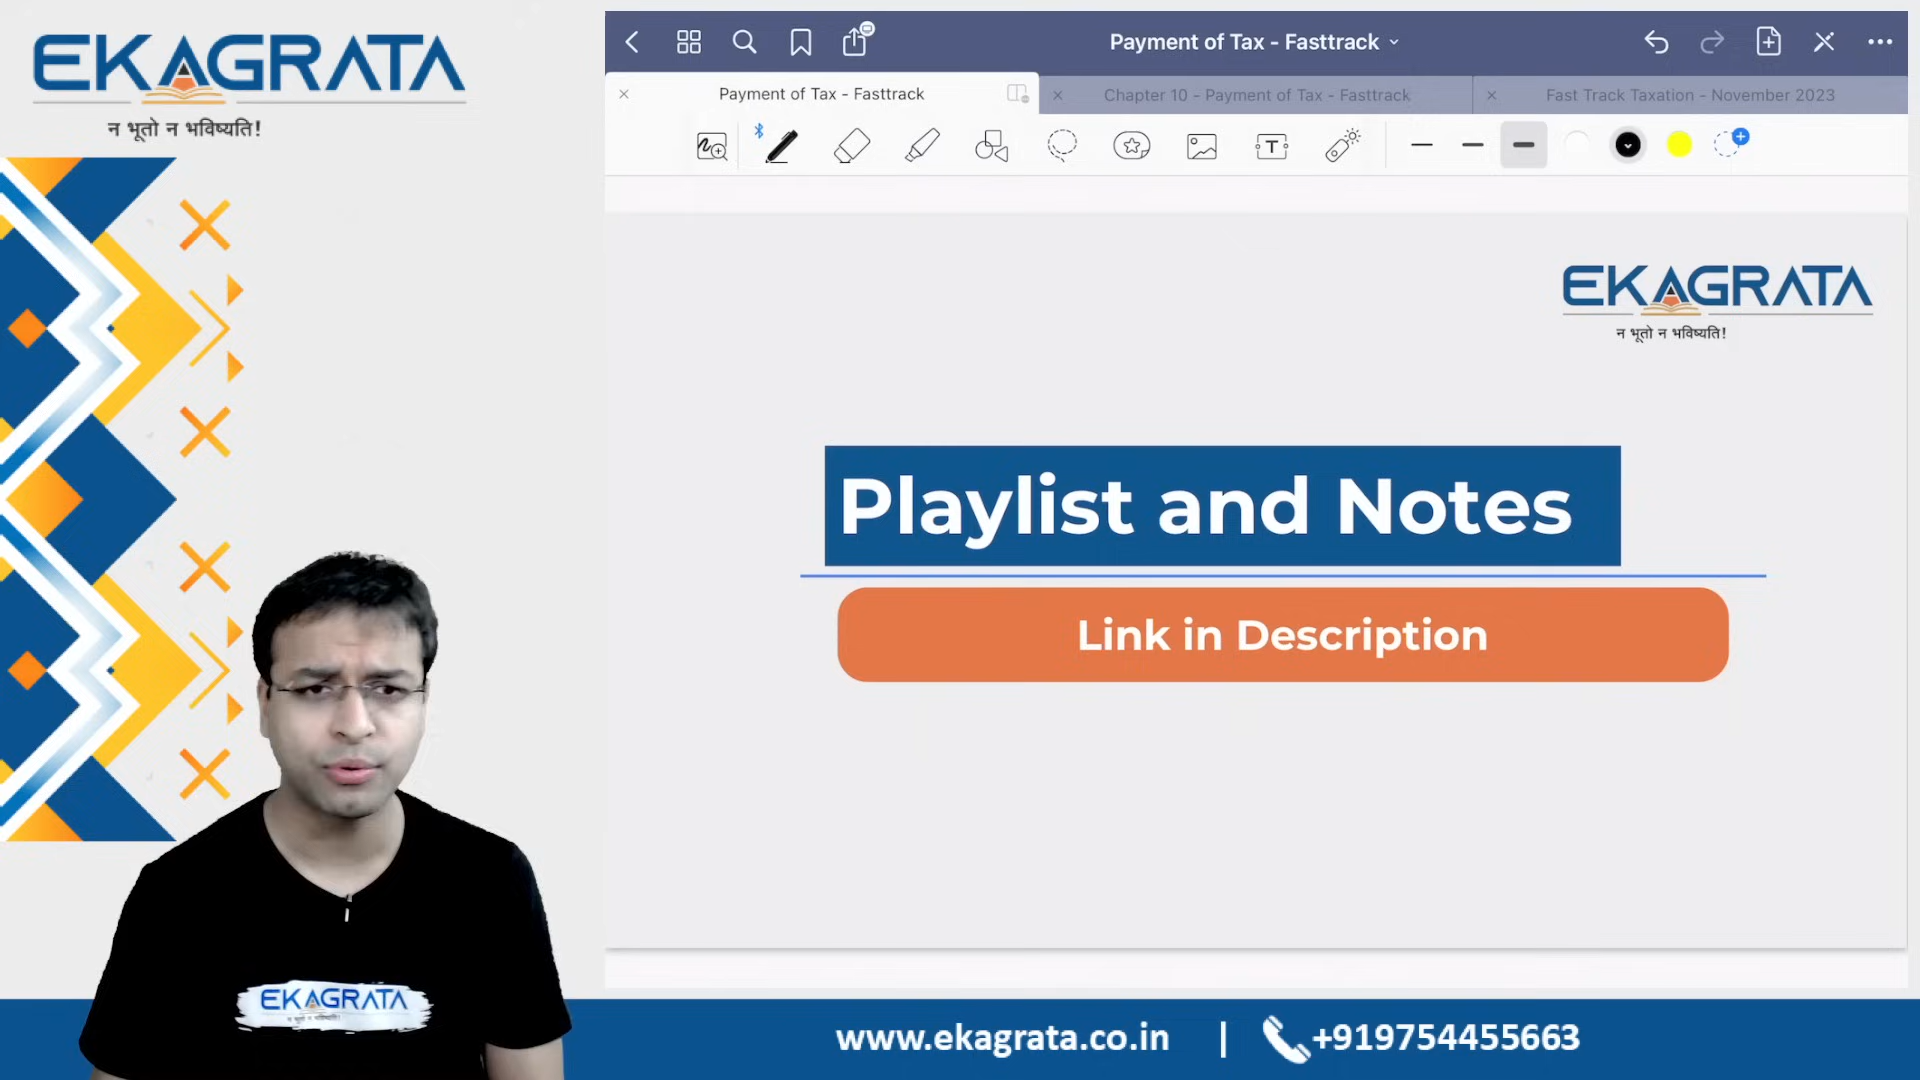 EKAGRATA
न भूतो न भविष्यति!
Payment of Tax - Fasttrack
Payment of Tax - Fasttrack
Chapter 10 - Payment of Tax - Fasttrack
Fast Track Taxation - November 2023
T
EKAGRATA
न भूतो न भविष्यति!
Playlist and Notes
Link in Description
EKAGRATA
www.ekagrata.co.in | +919754455663